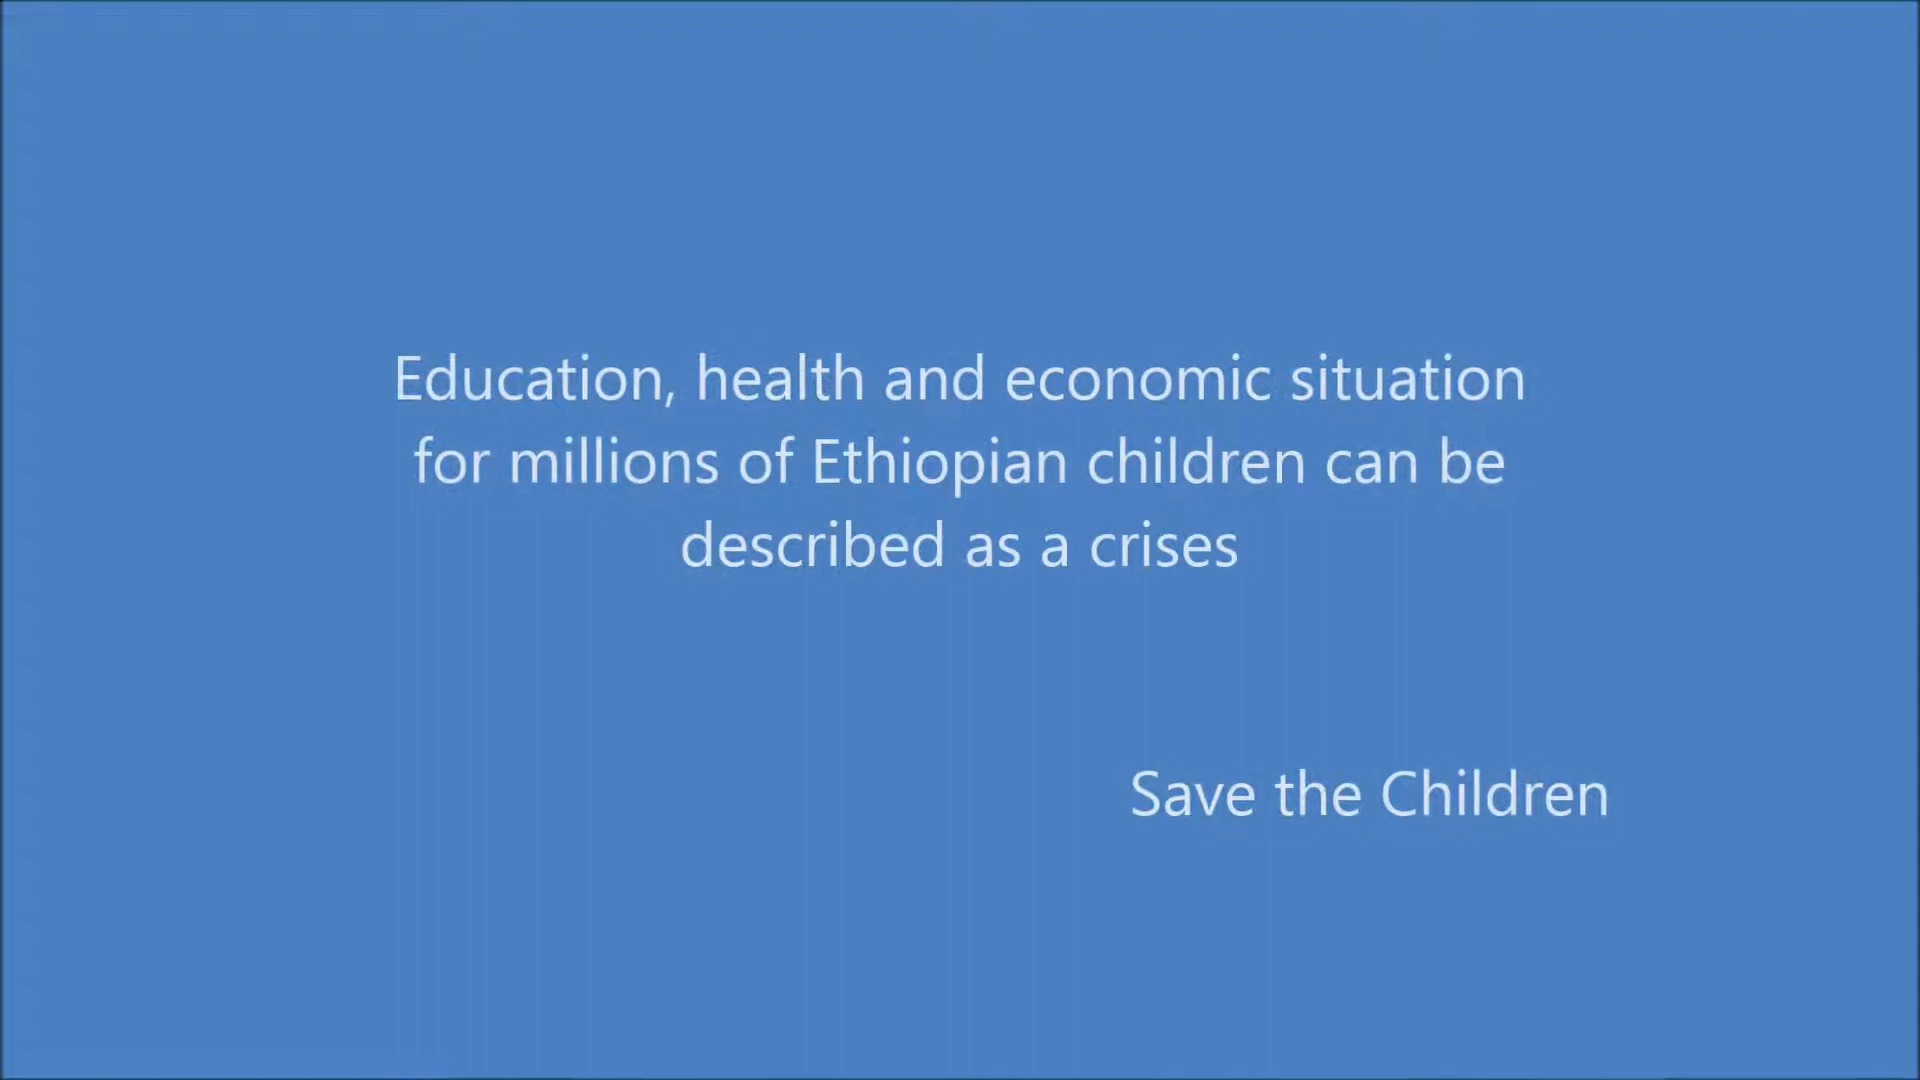 Education, health and economic situation
for millions of Ethiopian children can be
described as a crises
Save the Children